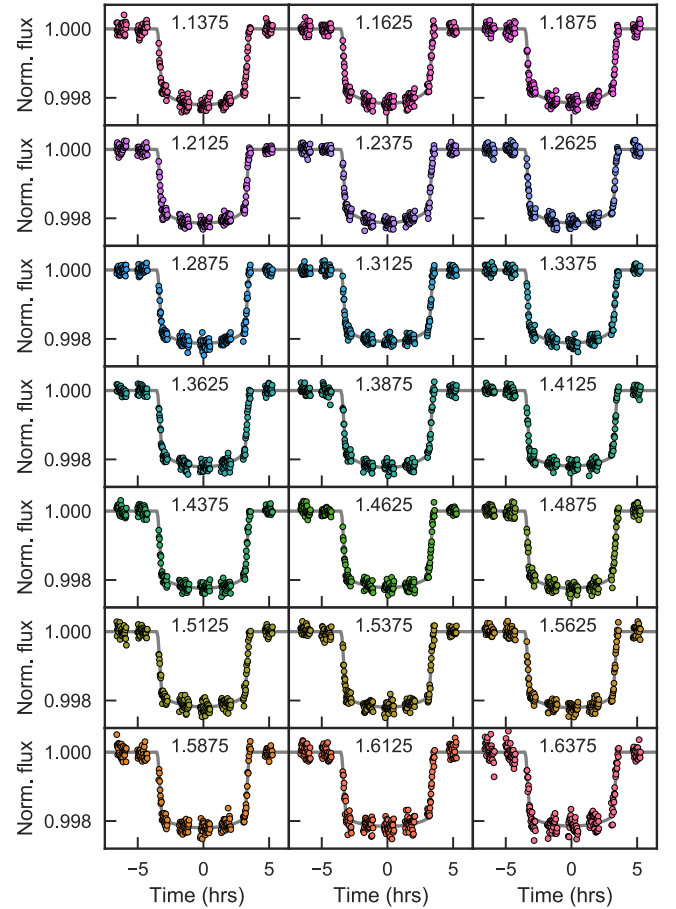 Norm. flux 1.000 0.998 1.1375 1.1625 1.1875
Norm. flux 1.000 0.998 1.2125 1.2375 1.2625
Norm. flux 1.000 0.998 1.2875 1.3125 1.3375
Norm. flux 1.000 0.998 1.3625 1.3875 1.4125
Norm. flux 1.000 0.998 1.4375 1.4625 1.4875
Norm. flux 1.000 0.998 1.5125 1.5375 1.5625
Norm. flux 1.000 0.998 1.5875 1.6125 1.6375
−5 0 5 −5 0 5 −5 0 5
Time (hrs) Time (hrs) Time (hrs)